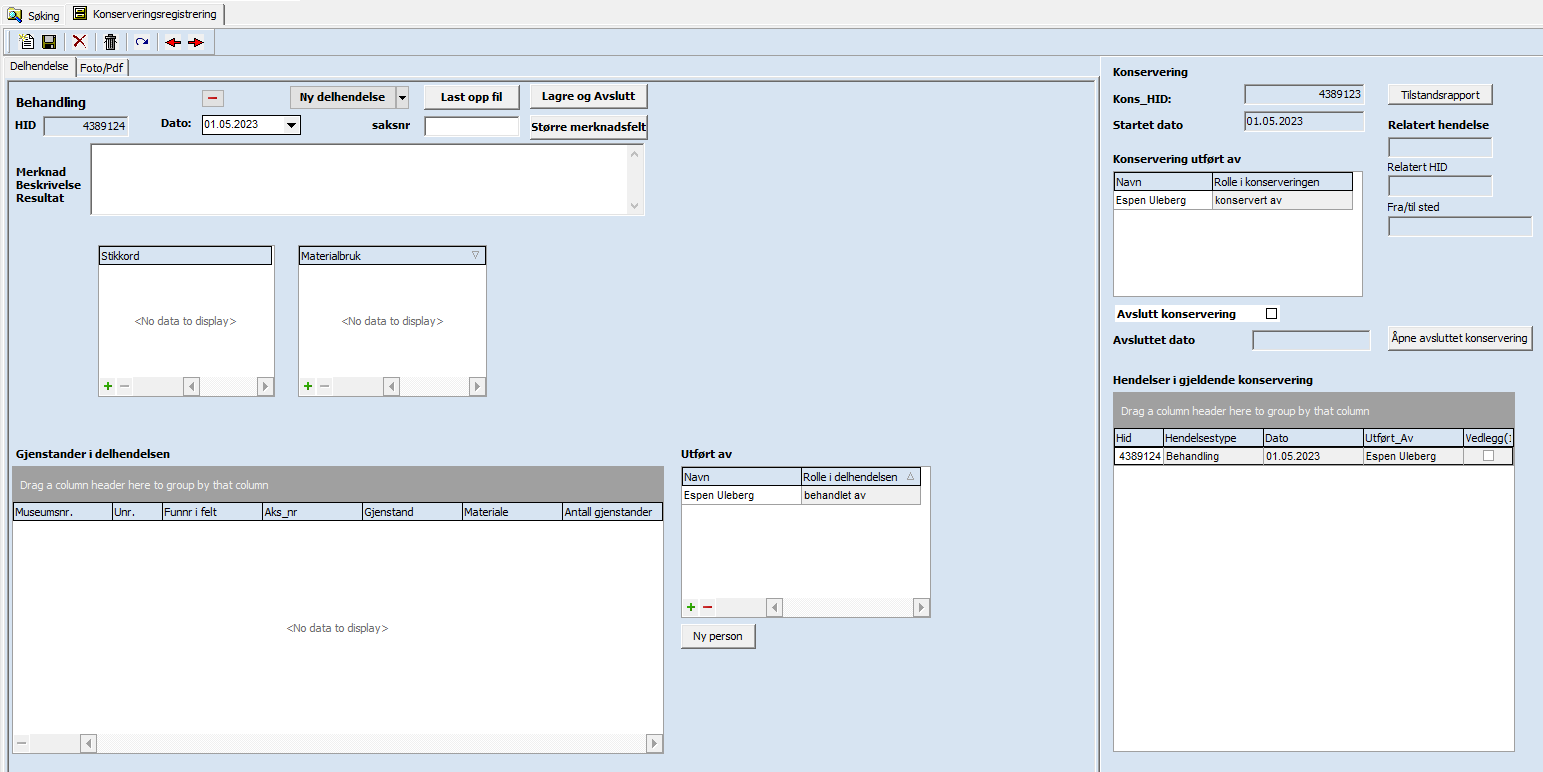 Søking
Konserveringsregistrering
Delhendelse
Foto/Pdf
Behandling
Ny delhendelse
Last opp fil
Lagre og Avslutt
HID
4389124
Dato:
01.05.2023
saksnr
Større merknadsfelt
Merknad
Beskrivelse
Resultat
Stikkord
<No data to display>
Materialbruk
<No data to display>
Gjenstander i delhendelsen
Drag a column header here to group by that column
Museumsnr. Unr. Funnr i felt Aks_nr Gjenstand Materiale Antall gjenstander
<No data to display>
Utført av
Navn Rolle i delhendelsen
Espen Uleberg behandlet av
Ny person
Konservering
Kons_HID:
4389123
Startet dato
01.05.2023
Tilstandsrapport
Relatert hendelse
Relatert HID
Fra/til sted
Konservering utført av
Navn Rolle i konserveringen
Espen Uleberg konservert av
Avslutt konservering
Avsluttet dato
Åpne avsluttet konservering
Hendelser i gjeldende konservering
Drag a column header here to group by that column
Hid Hendelsestype Dato Utført_Av Vedlegg(
4389124 Behandling 01.05.2023 Espen Uleberg